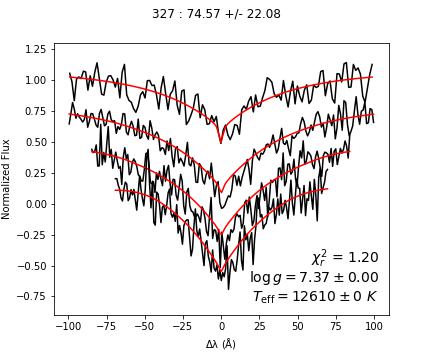 327 : 74.57 +/- 22.08
1.25
1.00
0.75
0.50
0.25
0.00
−0.25
−0.50
−0.75
Normalized Flux
χ²ᵣ = 1.20
log g = 7.37 ± 0.00
T_eff = 12610 ± 0 K
−100 −75 −50 −25 0 25 50 75 100
Δλ (Å)